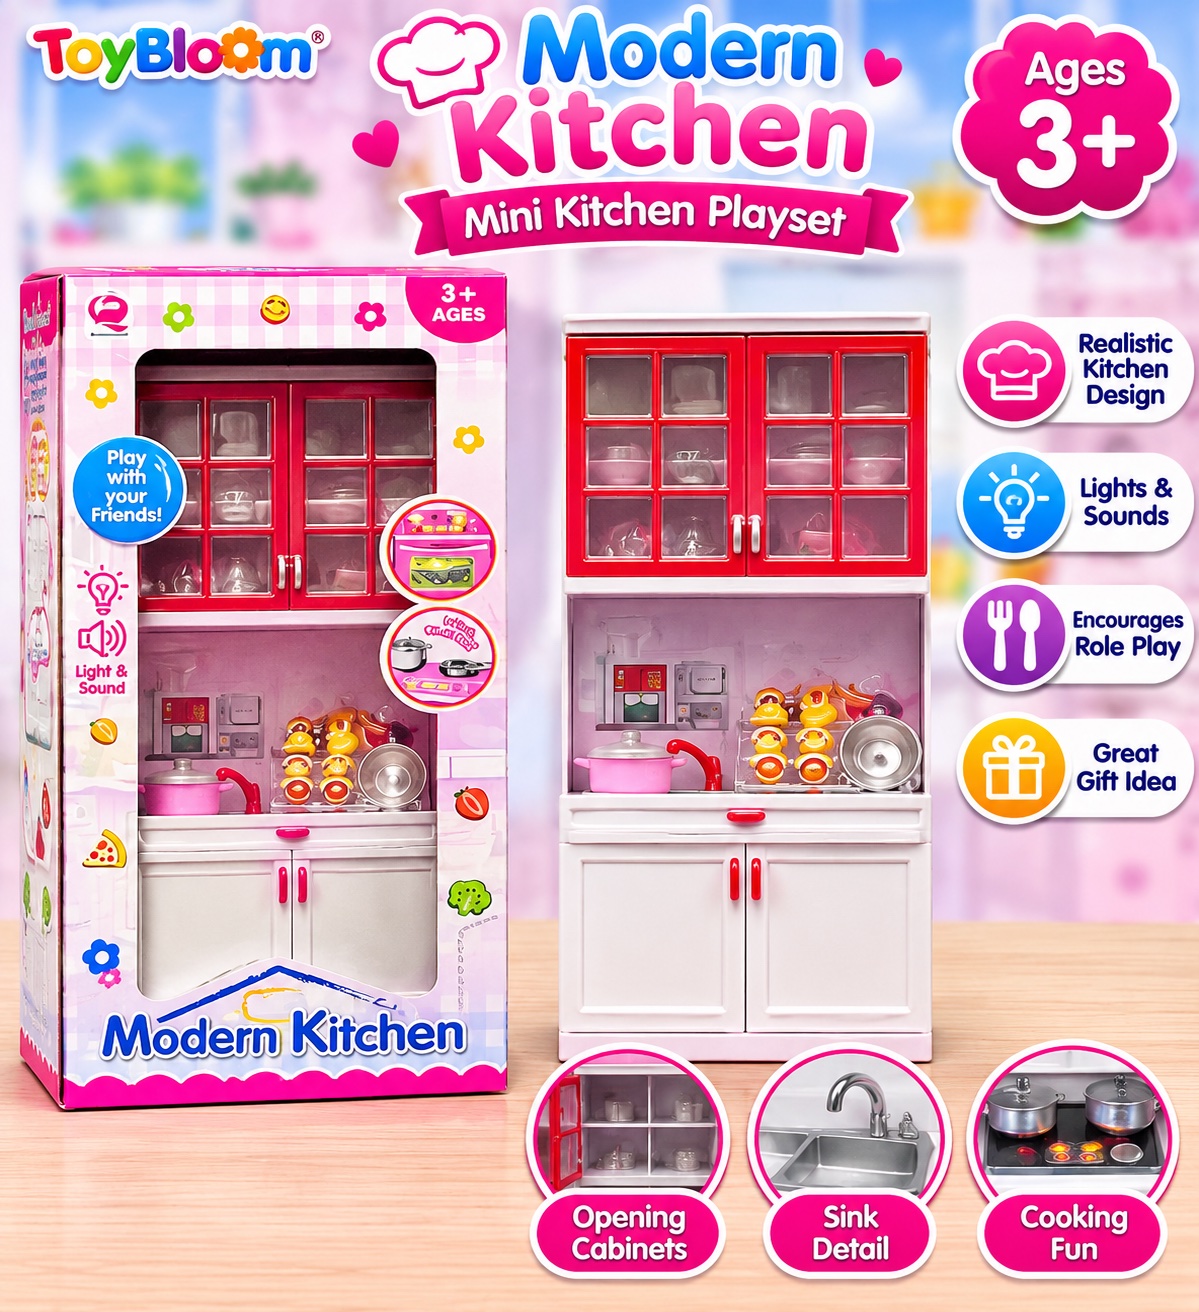 ToyBloom®
Modern
Kitchen
Mini Kitchen Playset
Ages
3+
3+
AGES
Play
with
your
Friends!
Light &
Sound
Modern Kitchen
Realistic
Kitchen
Design
Lights &
Sounds
Encourages
Role Play
Great
Gift Idea
Opening
Cabinets
Sink
Detail
Cooking
Fun